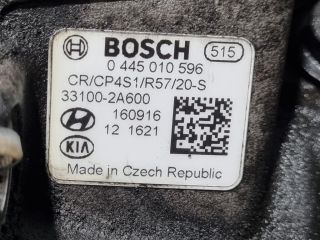 BOSCH 515
0 445 010 596
CR/CP4S1/R57/20-S
33100-2A600
160916
12 1621
KIA
Made in Czech Republic